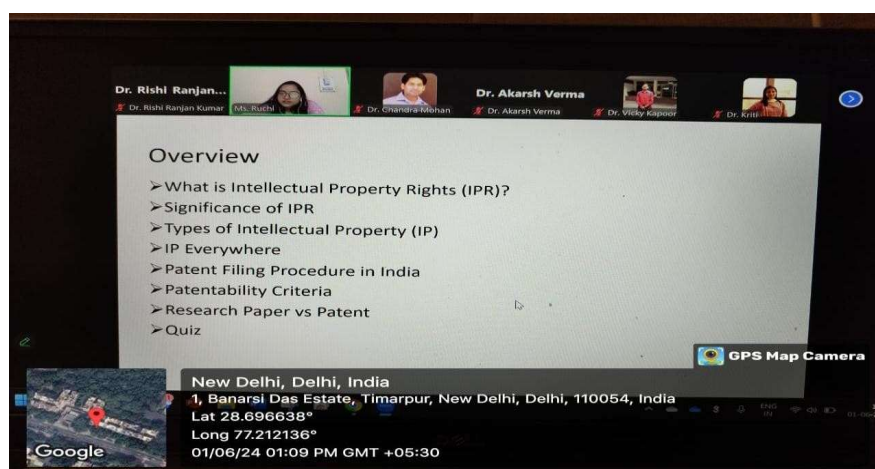 Dr. Rishi Ranjan...
Dr. Akarsh Verma
Dr. Rishi Ranjan Kumar
Ms. Ruchi
Dr. Chandra Mohan
Dr. Akarsh Verma
Dr. Vicky Kapoor
Dr. Kriti
Overview
➢What is Intellectual Property Rights (IPR)?
➢Significance of IPR
➢Types of Intellectual Property (IP)
➢IP Everywhere
➢Patent Filing Procedure in India
➢Patentability Criteria
➢Research Paper vs Patent
➢Quiz
GPS Map Camera
New Delhi, Delhi, India
1, Banarsi Das Estate, Timarpur, New Delhi, Delhi, 110054, India
Lat 28.696638°
Long 77.212136°
01/06/24 01:09 PM GMT +05:30
Google
ENG
IN